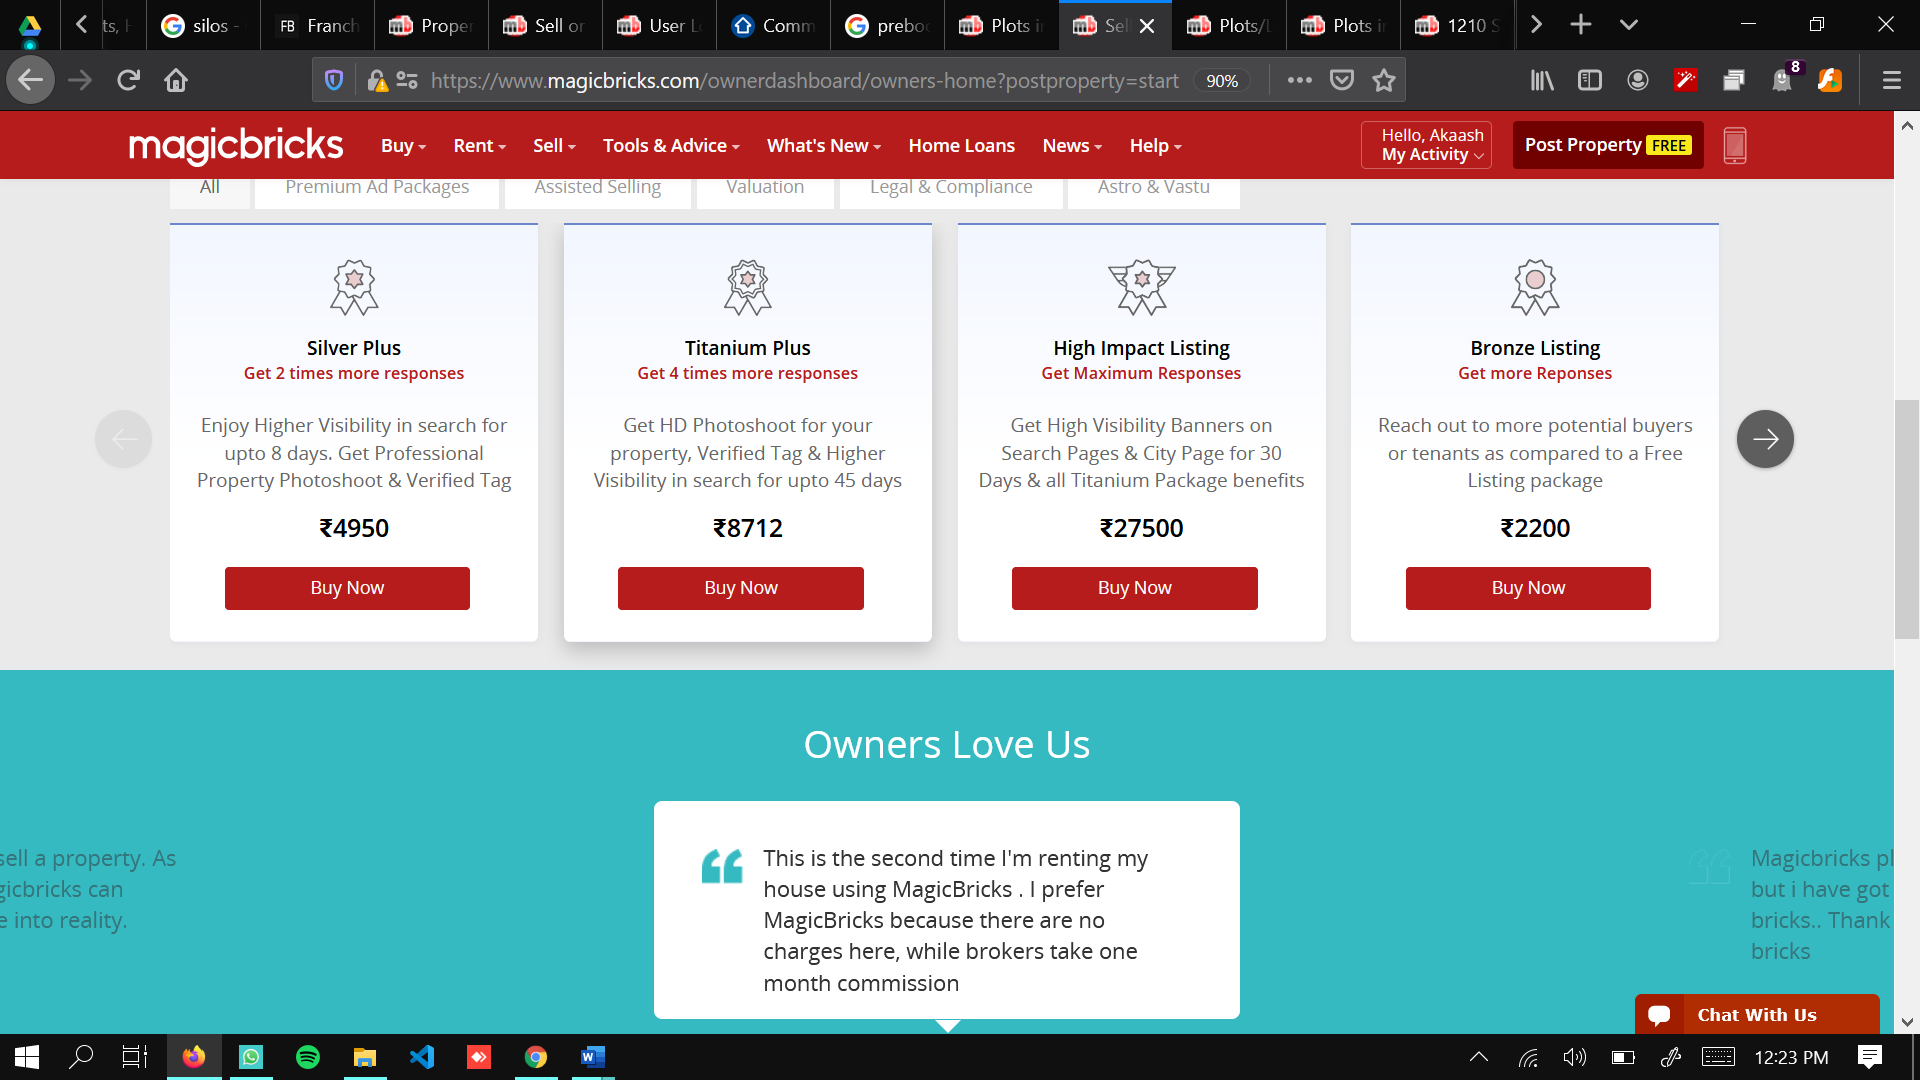 ts, H
silos -
FB Franch
Proper
Sell or
User Lo
Comm
preboo
Plots in
Sell
Plots/L
Plots in
1210 S
https://www.magicbricks.com/ownerdashboard/owners-home?postproperty=start
90%
8
magicbricks
Buy
Rent
Sell
Tools & Advice
What's New
Home Loans
News
Help
Hello, Akaash
My Activity
Post Property FREE
All
Premium Ad Packages
Assisted Selling
Valuation
Legal & Compliance
Astro & Vastu
Silver Plus
Get 2 times more responses
Enjoy Higher Visibility in search for
upto 8 days. Get Professional
Property Photoshoot & Verified Tag
₹4950
Buy Now
Titanium Plus
Get 4 times more responses
Get HD Photoshoot for your
property, Verified Tag & Higher
Visibility in search for upto 45 days
₹8712
Buy Now
High Impact Listing
Get Maximum Responses
Get High Visibility Banners on
Search Pages & City Page for 30
Days & all Titanium Package benefits
₹27500
Buy Now
Bronze Listing
Get more Reponses
Reach out to more potential buyers
or tenants as compared to a Free
Listing package
₹2200
Buy Now
Owners Love Us
sell a property. As
gicbricks can
e into reality.
This is the second time I'm renting my
house using MagicBricks . I prefer
MagicBricks because there are no
charges here, while brokers take one
month commission
Magicbricks pl
but i have got
bricks.. Thank
bricks
Chat With Us
12:23 PM